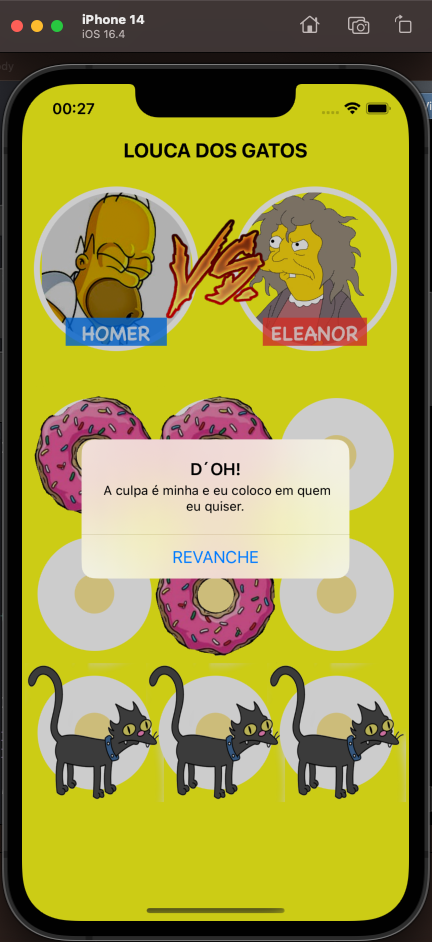 iPhone 14
iOS 16.4
00:27
LOUCA DOS GATOS
VS.
HOMER
ELEANOR
D´OH!
A culpa é minha e eu coloco em quem
eu quiser.
REVANCHE